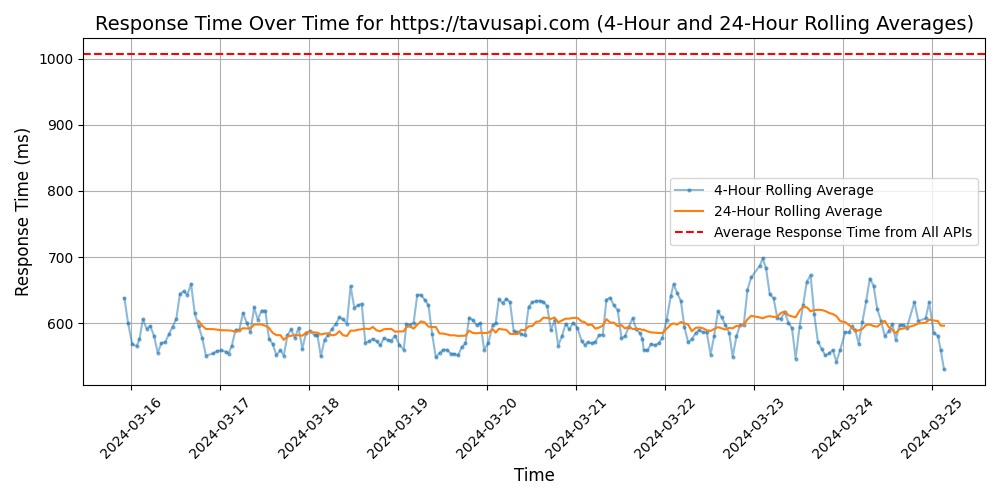 Response Time Over Time for https://tavusapi.com (4-Hour and 24-Hour Rolling Averages)
Response Time (ms)
1000
900
800
700
600
4-Hour Rolling Average
24-Hour Rolling Average
Average Response Time from All APIs
2024-03-16
2024-03-17
2024-03-18
2024-03-19
2024-03-20
2024-03-21
2024-03-22
2024-03-23
2024-03-24
2024-03-25
Time